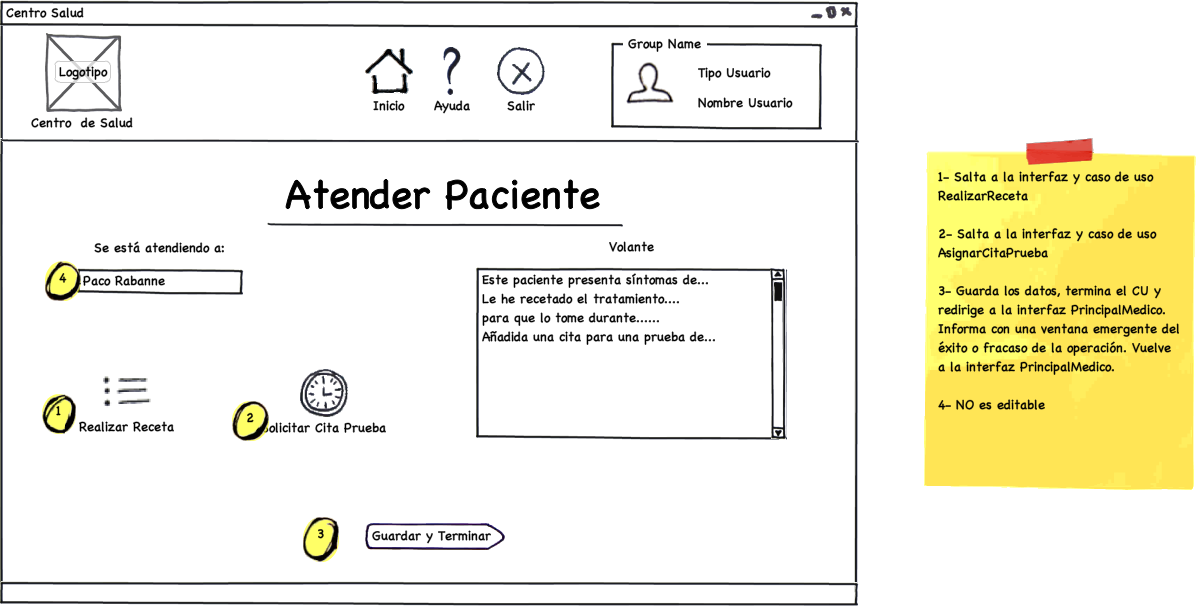 Centro Salud
Logotipo
Centro de Salud
Inicio
Ayuda
Salir
Group Name
Tipo Usuario
Nombre Usuario
Atender Paciente
Se está atendiendo a:
4
Paco Rabanne
Volante
Este paciente presenta síntomas de...
Le he recetado el tratamiento....
para que lo tome durante......
Añadida una cita para una prueba de...
1
Realizar Receta
2
olicitar Cita Prueba
3
Guardar y Terminar
1- Salta a la interfaz y caso de uso
RealizarReceta
2- Salta a la interfaz y caso de uso
AsignarCitaPrueba
3- Guarda los datos, termina el CU y
redirige a la interfaz PrincipalMedico.
Informa con una ventana emergente del
éxito o fracaso de la operación. Vuelve
a la interfaz PrincipalMedico.
4- NO es editable